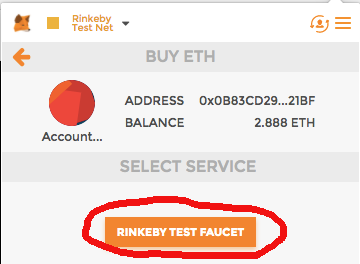 Rinkeby
Test Net
BUY ETH
ADDRESS 0x0B83CD29...21BF
BALANCE 2.888 ETH
Account...
SELECT SERVICE
RINKEBY TEST FAUCET